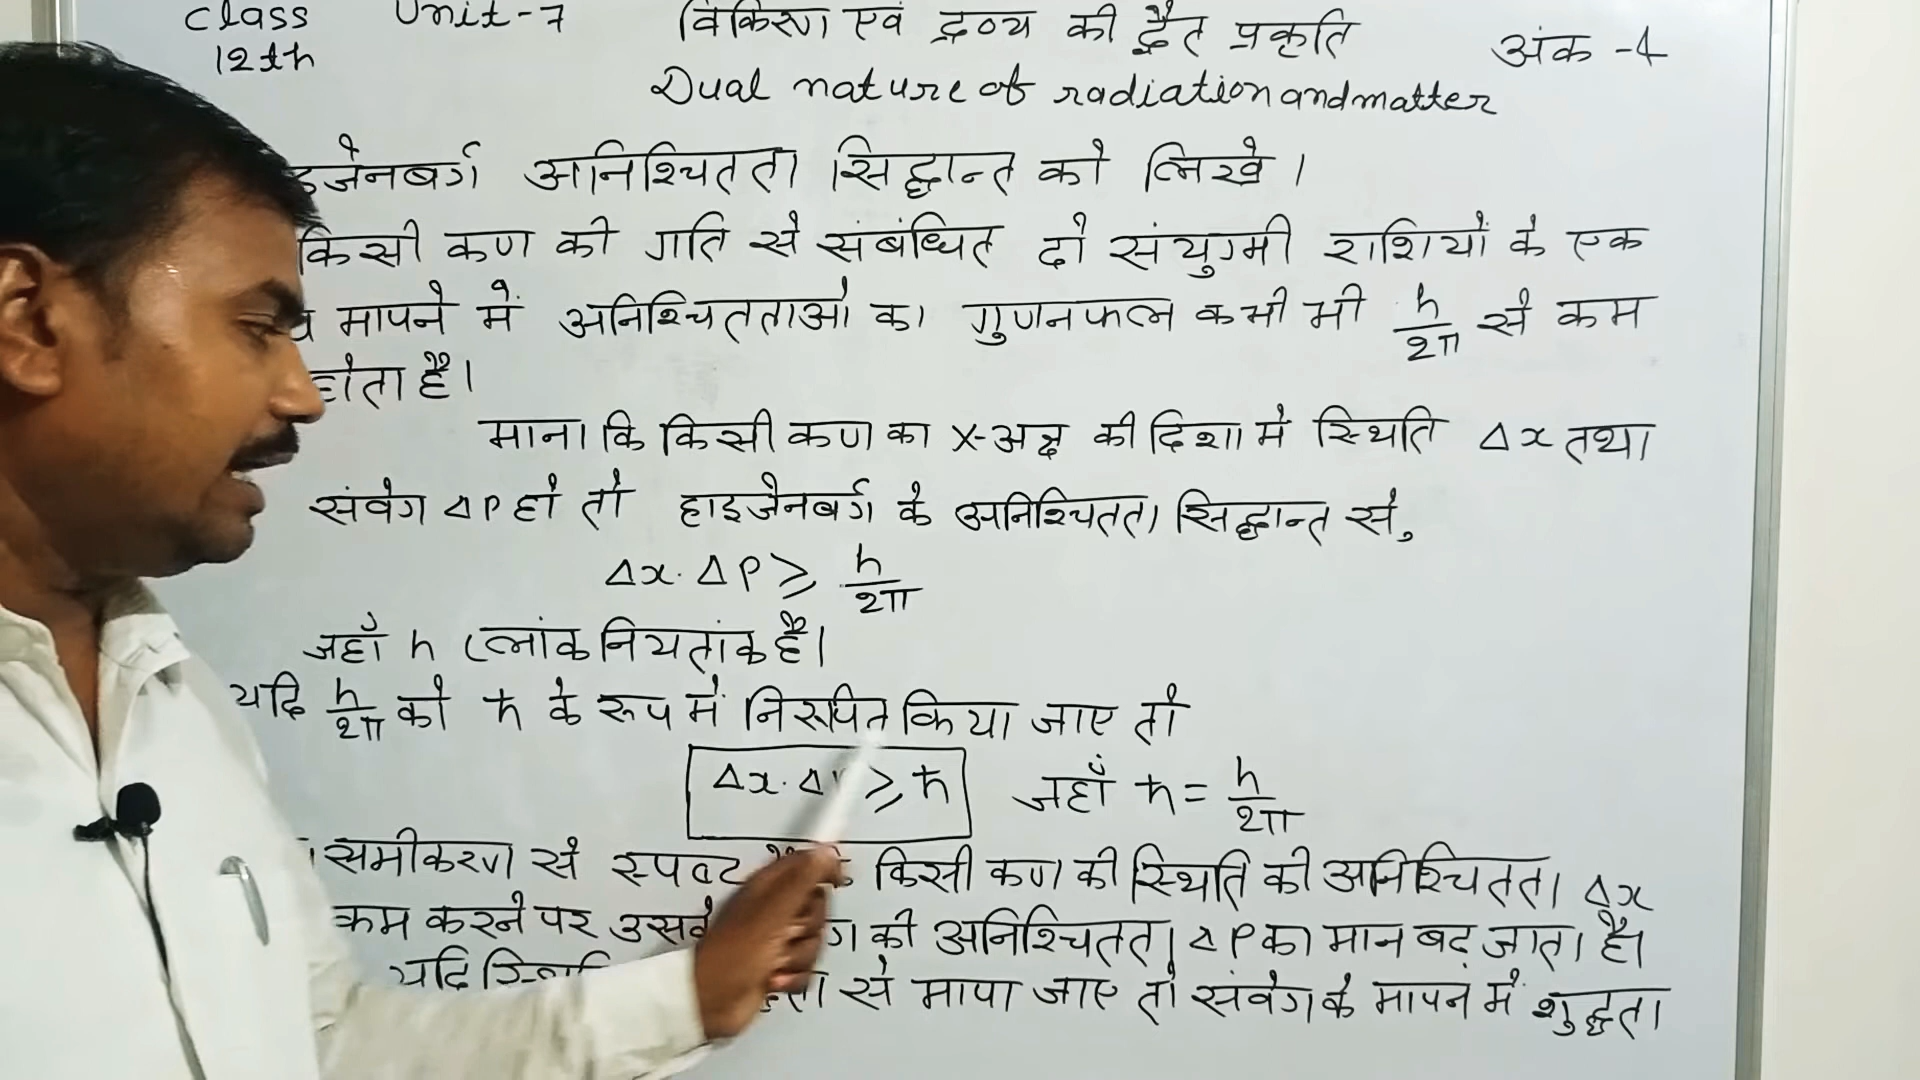 Class Unit-7 विकिरण एवं द्रव्य की द्वैत प्रकृति अंक -4
12th Dual nature of radiation and matter
इजेनबर्ग अनिश्चितता सिद्धान्त को लिखे।
किसी कण की गति से संबंधित दो संयुग्मी राशियों के एक
मापने में अनिश्चितताओं का गुणनफल कभी भी h/2π से कम
होता है।
माना कि किसी कण का X-अक्ष की दिशा में स्थिति Δx तथा
संवेग ΔP हो तो हाइजेनबर्ग के अनिश्चितता सिद्धान्त से,
Δx. ΔP ≥ h/2π
जहाँ h प्लांक नियतांक है।
यदि h/2π को ħ के रूप में निरूपित किया जाए तो
Δx. Δ ≥ ħ जहाँ ħ = h/2π
समीकरण से स्पष्ट किसी कण की स्थिति की अनिश्चितता Δx
कम करने पर की अनिश्चितता ΔP का मान बढ़ जाता है।
यदि से मापा जाए तो संवेग के मापन में शुद्धता